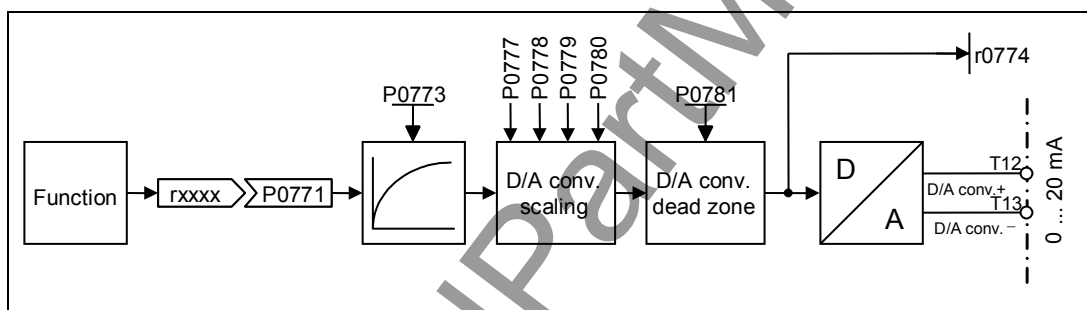 P0777
P0778
P0779
P0780
r0774
P0773
P0781
Function
rxxxx
P0771
D/A conv.
scaling
D/A conv.
dead zone
D
A
T12
D/A conv.+
T13
D/A conv. –
0 ... 20 mA